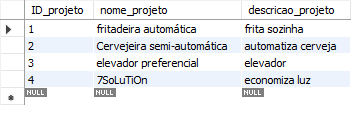 ID_projeto nome_projeto descricao_projeto
1 fritadeira automática frita sozinha
2 Cervejeira semi-automática automatiza cerveja
3 elevador preferencial elevador
4 7SoLuTiOn economiza luz
NULL NULL NULL